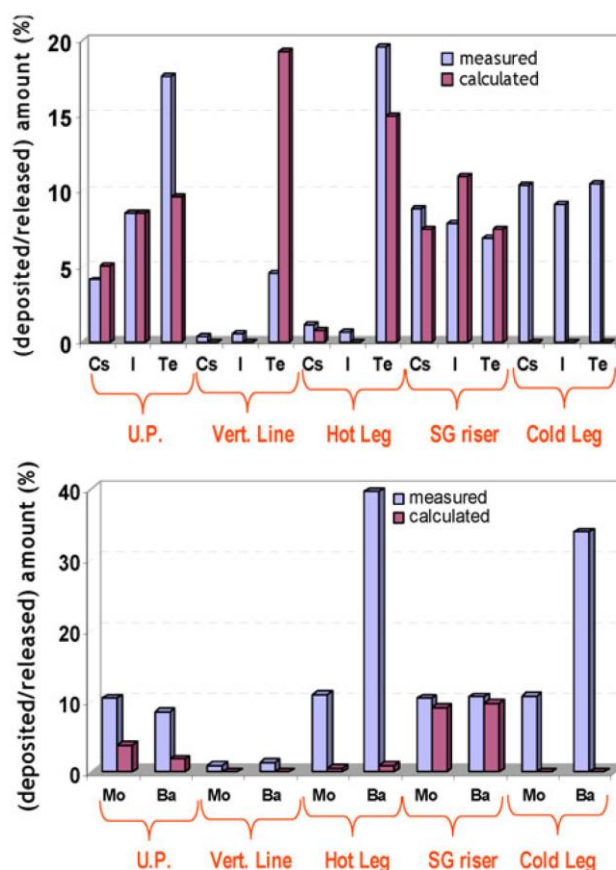 (deposited/released) amount (%)
20
15
10
5
0
measured
calculated
Cs I Te Cs I Te Cs I Te Cs I Te Cs I Te
U.P. Vert. Line Hot Leg SG riser Cold Leg
(deposited/released) amount (%)
40
30
20
10
0
measured
calculated
Mo Ba Mo Ba Mo Ba Mo Ba Mo Ba
U.P. Vert. Line Hot Leg SG riser Cold Leg